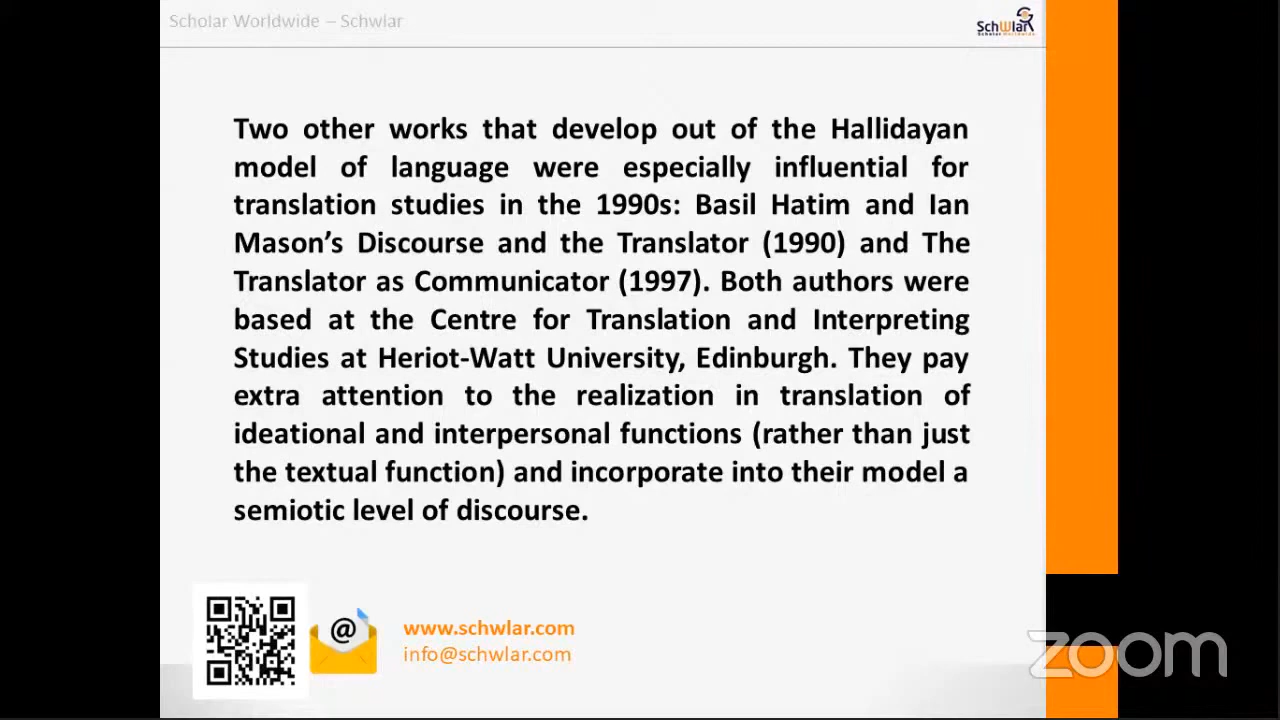 Scholar Worldwide – Schwlar
SchWlar
Scholar Worldwide
Two other works that develop out of the Hallidayan
model of language were especially influential for
translation studies in the 1990s: Basil Hatim and Ian
Mason’s Discourse and the Translator (1990) and The
Translator as Communicator (1997). Both authors were
based at the Centre for Translation and Interpreting
Studies at Heriot-Watt University, Edinburgh. They pay
extra attention to the realization in translation of
ideational and interpersonal functions (rather than just
the textual function) and incorporate into their model a
semiotic level of discourse.
@
www.schwlar.com
info@schwlar.com
zoom